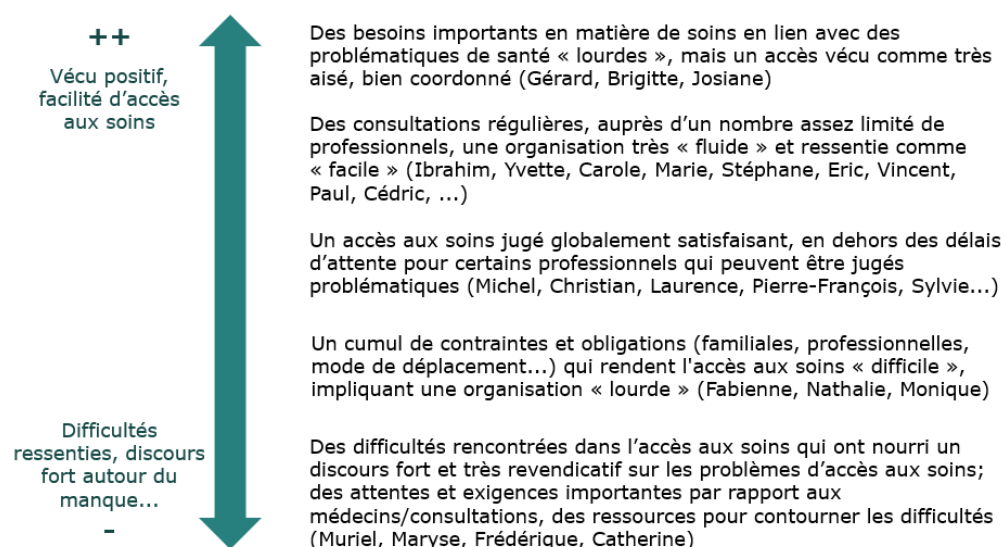 ++
Vécu positif,
facilité d'accès
aux soins
Des besoins importants en matière de soins en lien avec des
problématiques de santé « lourdes », mais un accès vécu comme très
aisé, bien coordonné (Gérard, Brigitte, Josiane)
Des consultations régulières, auprès d'un nombre assez limité de
professionnels, une organisation très « fluide » et ressentie comme
« facile » (Ibrahim, Yvette, Carole, Marie, Stéphane, Eric, Vincent,
Paul, Cédric, ...)
Un accès aux soins jugé globalement satisfaisant, en dehors des délais
d'attente pour certains professionnels qui peuvent être jugés
problématiques (Michel, Christian, Laurence, Pierre-François, Sylvie...)
Un cumul de contraintes et obligations (familiales, professionnelles,
mode de déplacement...) qui rendent l'accès aux soins « difficile »,
impliquant une organisation « lourde » (Fabienne, Nathalie, Monique)
Difficultés
ressenties, discours
fort autour du
manque...
-
Des difficultés rencontrées dans l'accès aux soins qui ont nourri un
discours fort et très revendicatif sur les problèmes d'accès aux soins;
des attentes et exigences importantes par rapport aux
médecins/consultations, des ressources pour contourner les difficultés
(Muriel, Maryse, Frédérique, Catherine)